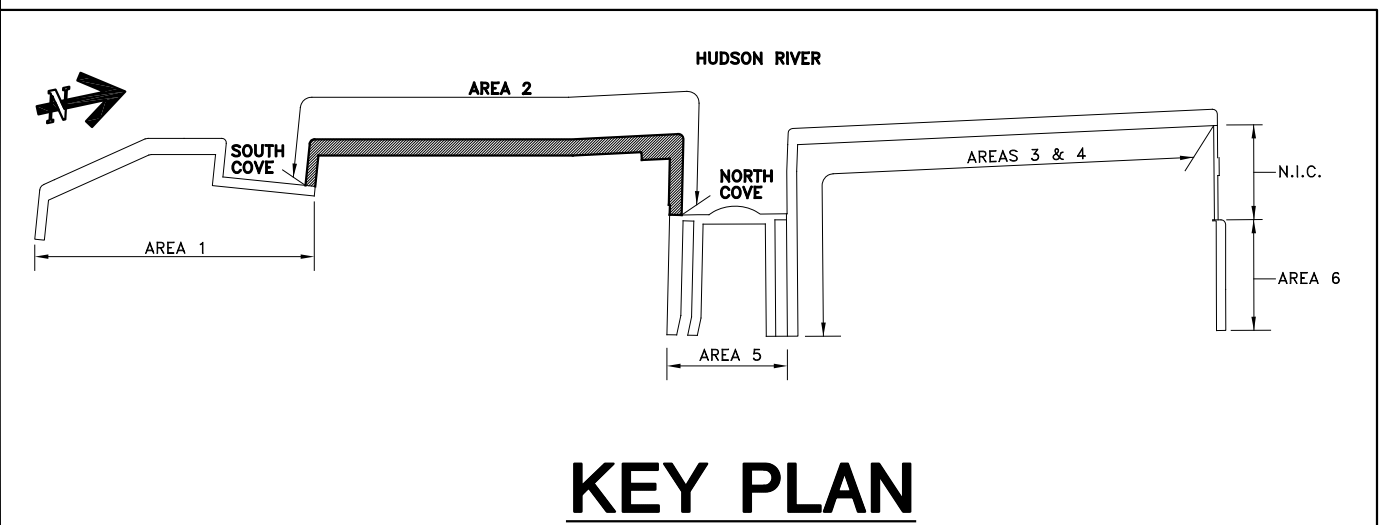 HUDSON RIVER
N
AREA 2
SOUTH
COVE
NORTH
COVE
AREAS 3 & 4
N.I.C.
AREA 1
AREA 6
AREA 5
KEY PLAN